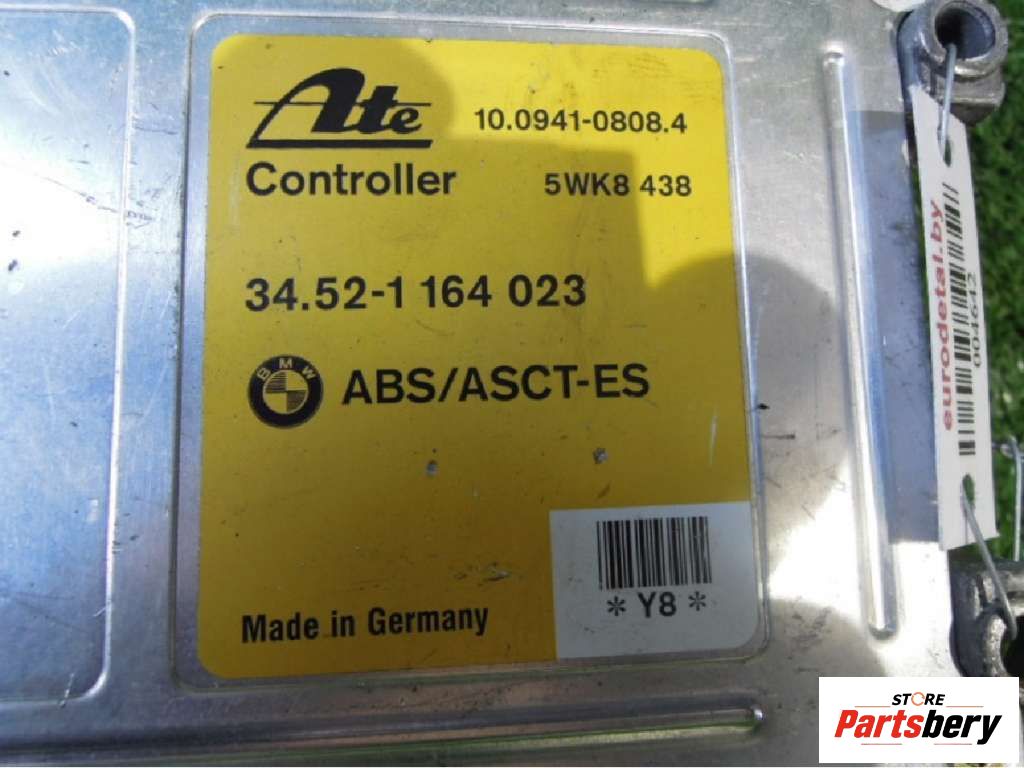 Ate
10.0941-0808.4
Controller
5WK8 438
34.52-1 164 023
BMW
ABS/ASCT-ES
* Y8 *
Made in Germany
eurodetal.by
004642
STORE
Partsbery